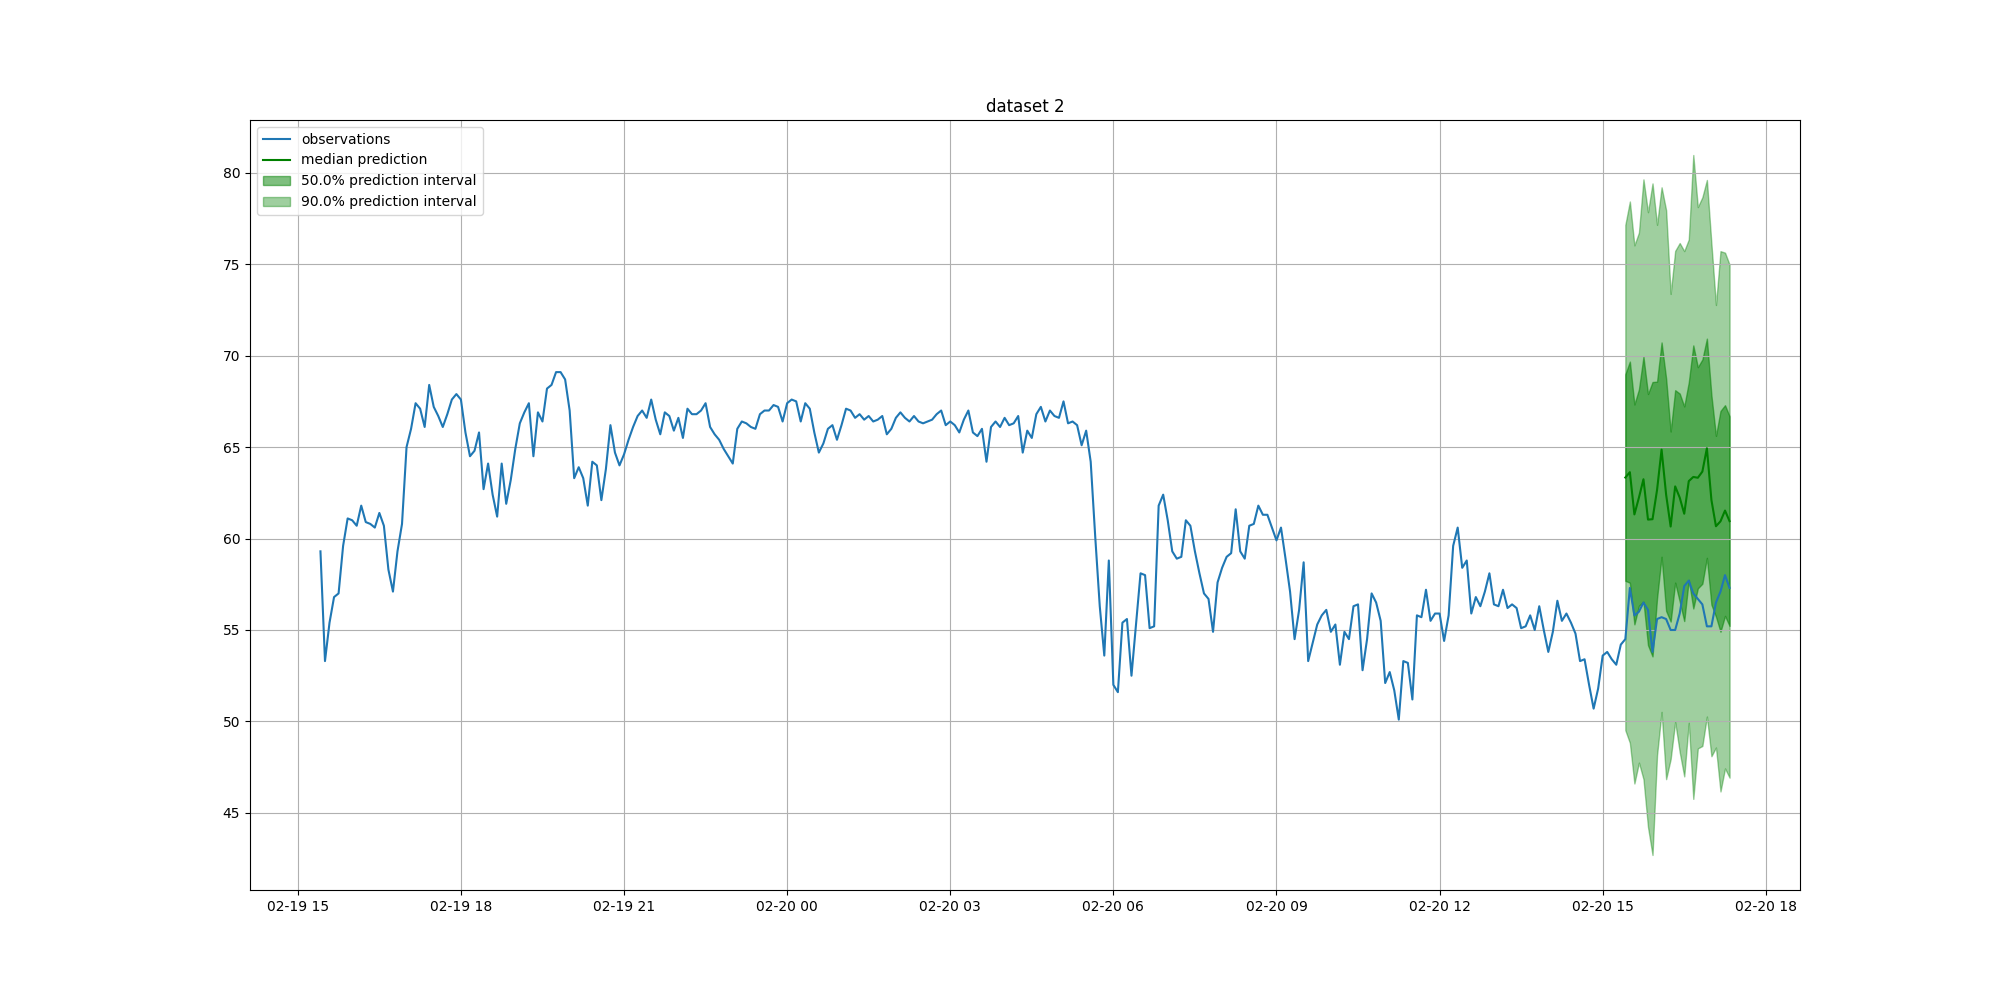 dataset 2
observations
median prediction
50.0% prediction interval
90.0% prediction interval
80
75
70
65
60
55
50
45
02-19 15 02-19 18 02-19 21 02-20 00 02-20 03 02-20 06 02-20 09 02-20 12 02-20 15 02-20 18